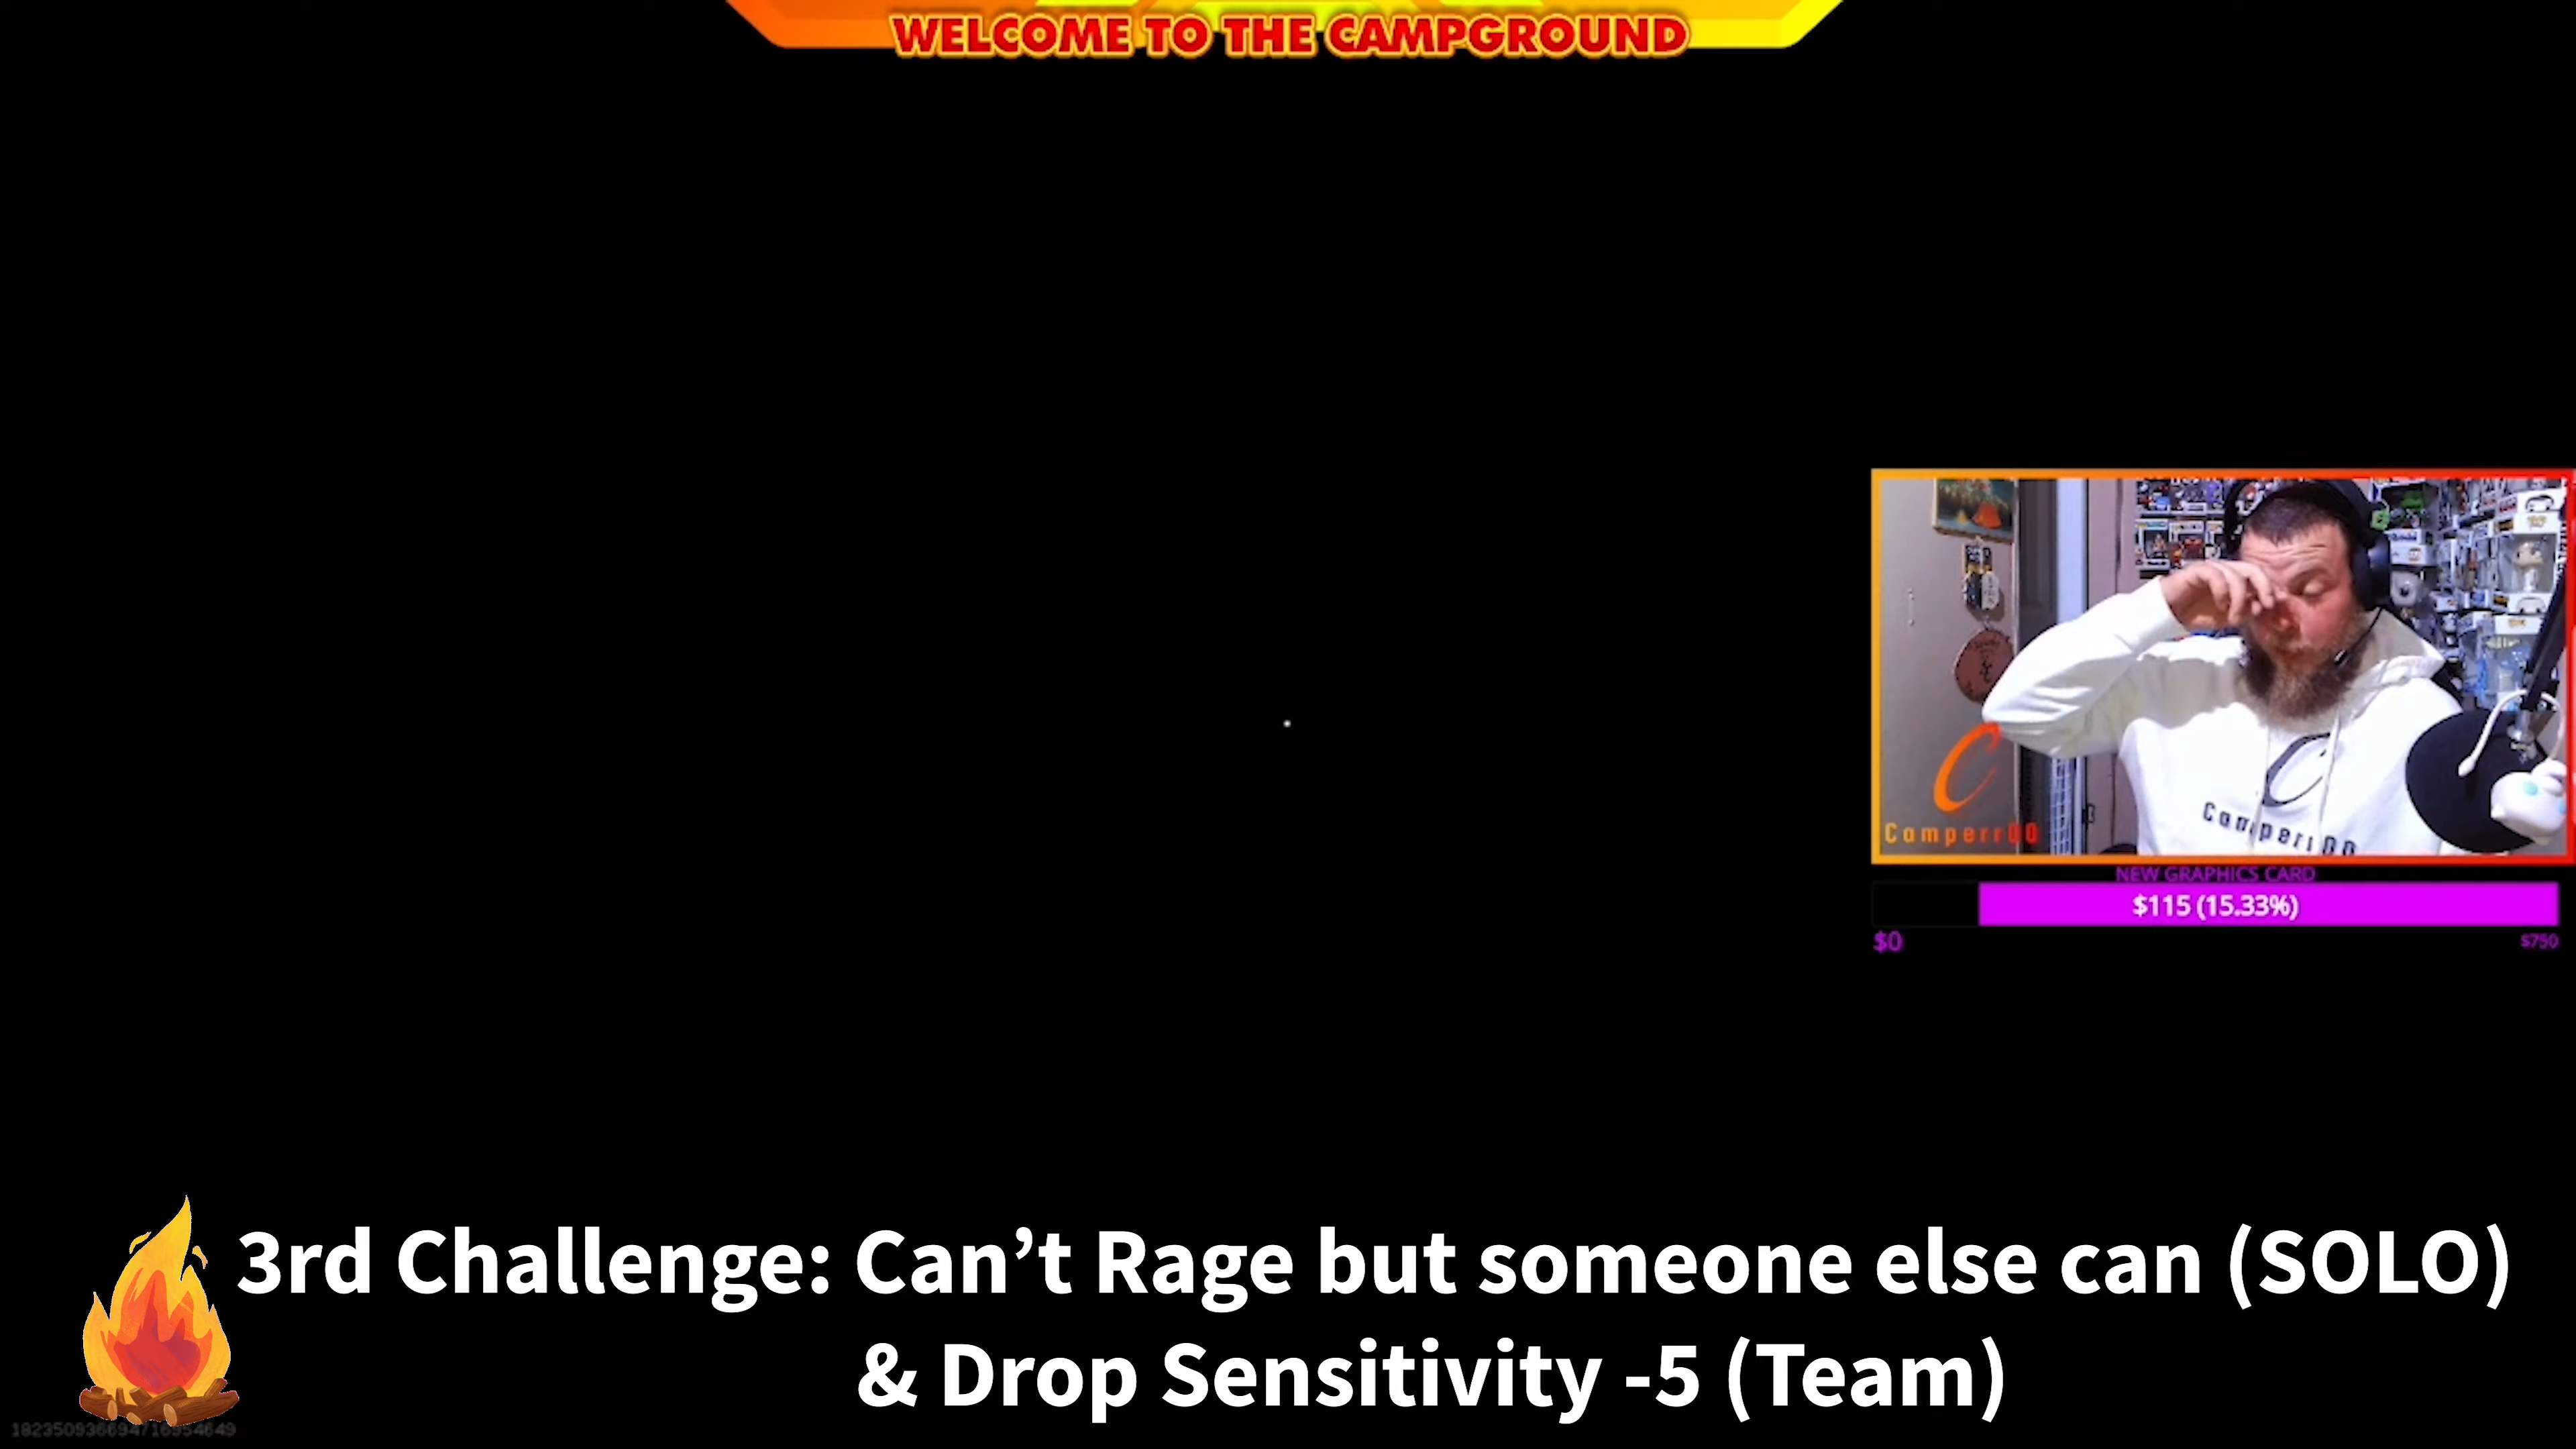 WELCOME TO THE CAMPGROUND
Camperr00
NEW GRAPHICS CARD
$115 (15.33%)
$0
$750
3rd Challenge: Can’t Rage but someone else can (SOLO)
& Drop Sensitivity -5 (Team)